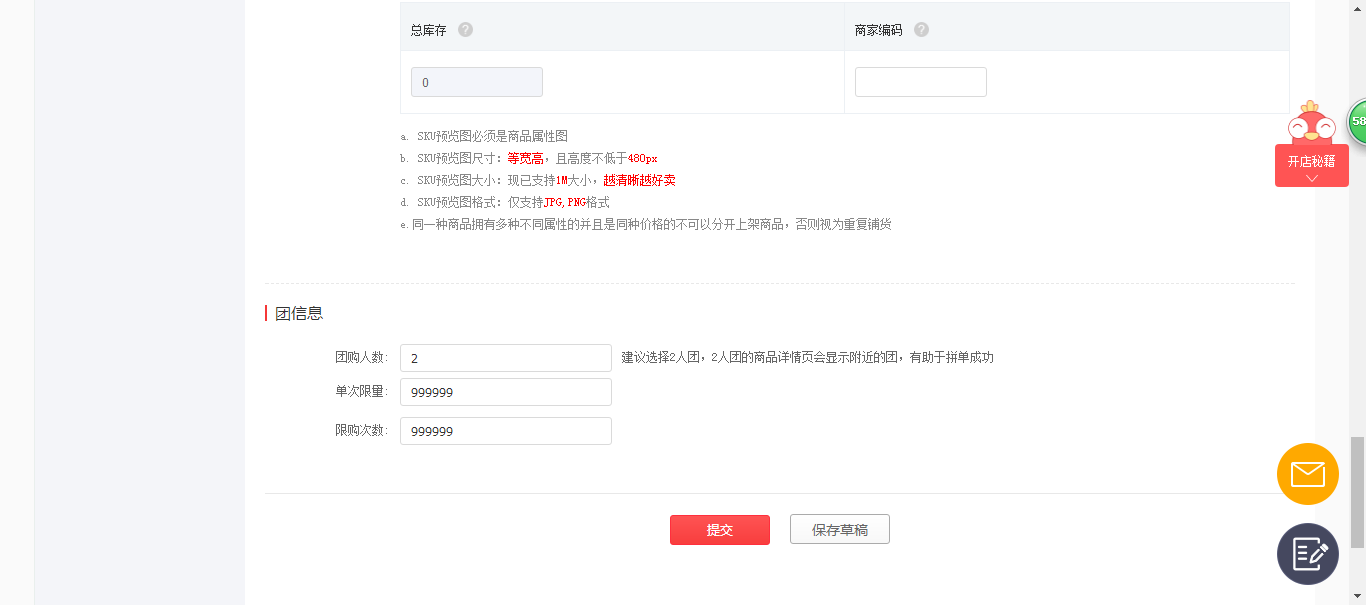 总库存 ?
商家编码 ?
0
a. SKU预览图必须是商品属性图
b. SKU预览图尺寸：等宽高，且高度不低于480px
c. SKU预览图大小：现已支持1M大小，越清晰越好卖
d. SKU预览图格式：仅支持JPG,PNG格式
e.同一种商品拥有多种不同属性的并且是同种价格的不可以分开上架商品，否则视为重复铺货
58
开店秘籍
团信息
团购人数： 2 建议选择2人团，2人团的商品详情页会显示附近的团，有助于拼单成功
单次限量： 999999
限购次数： 999999
提交
保存草稿